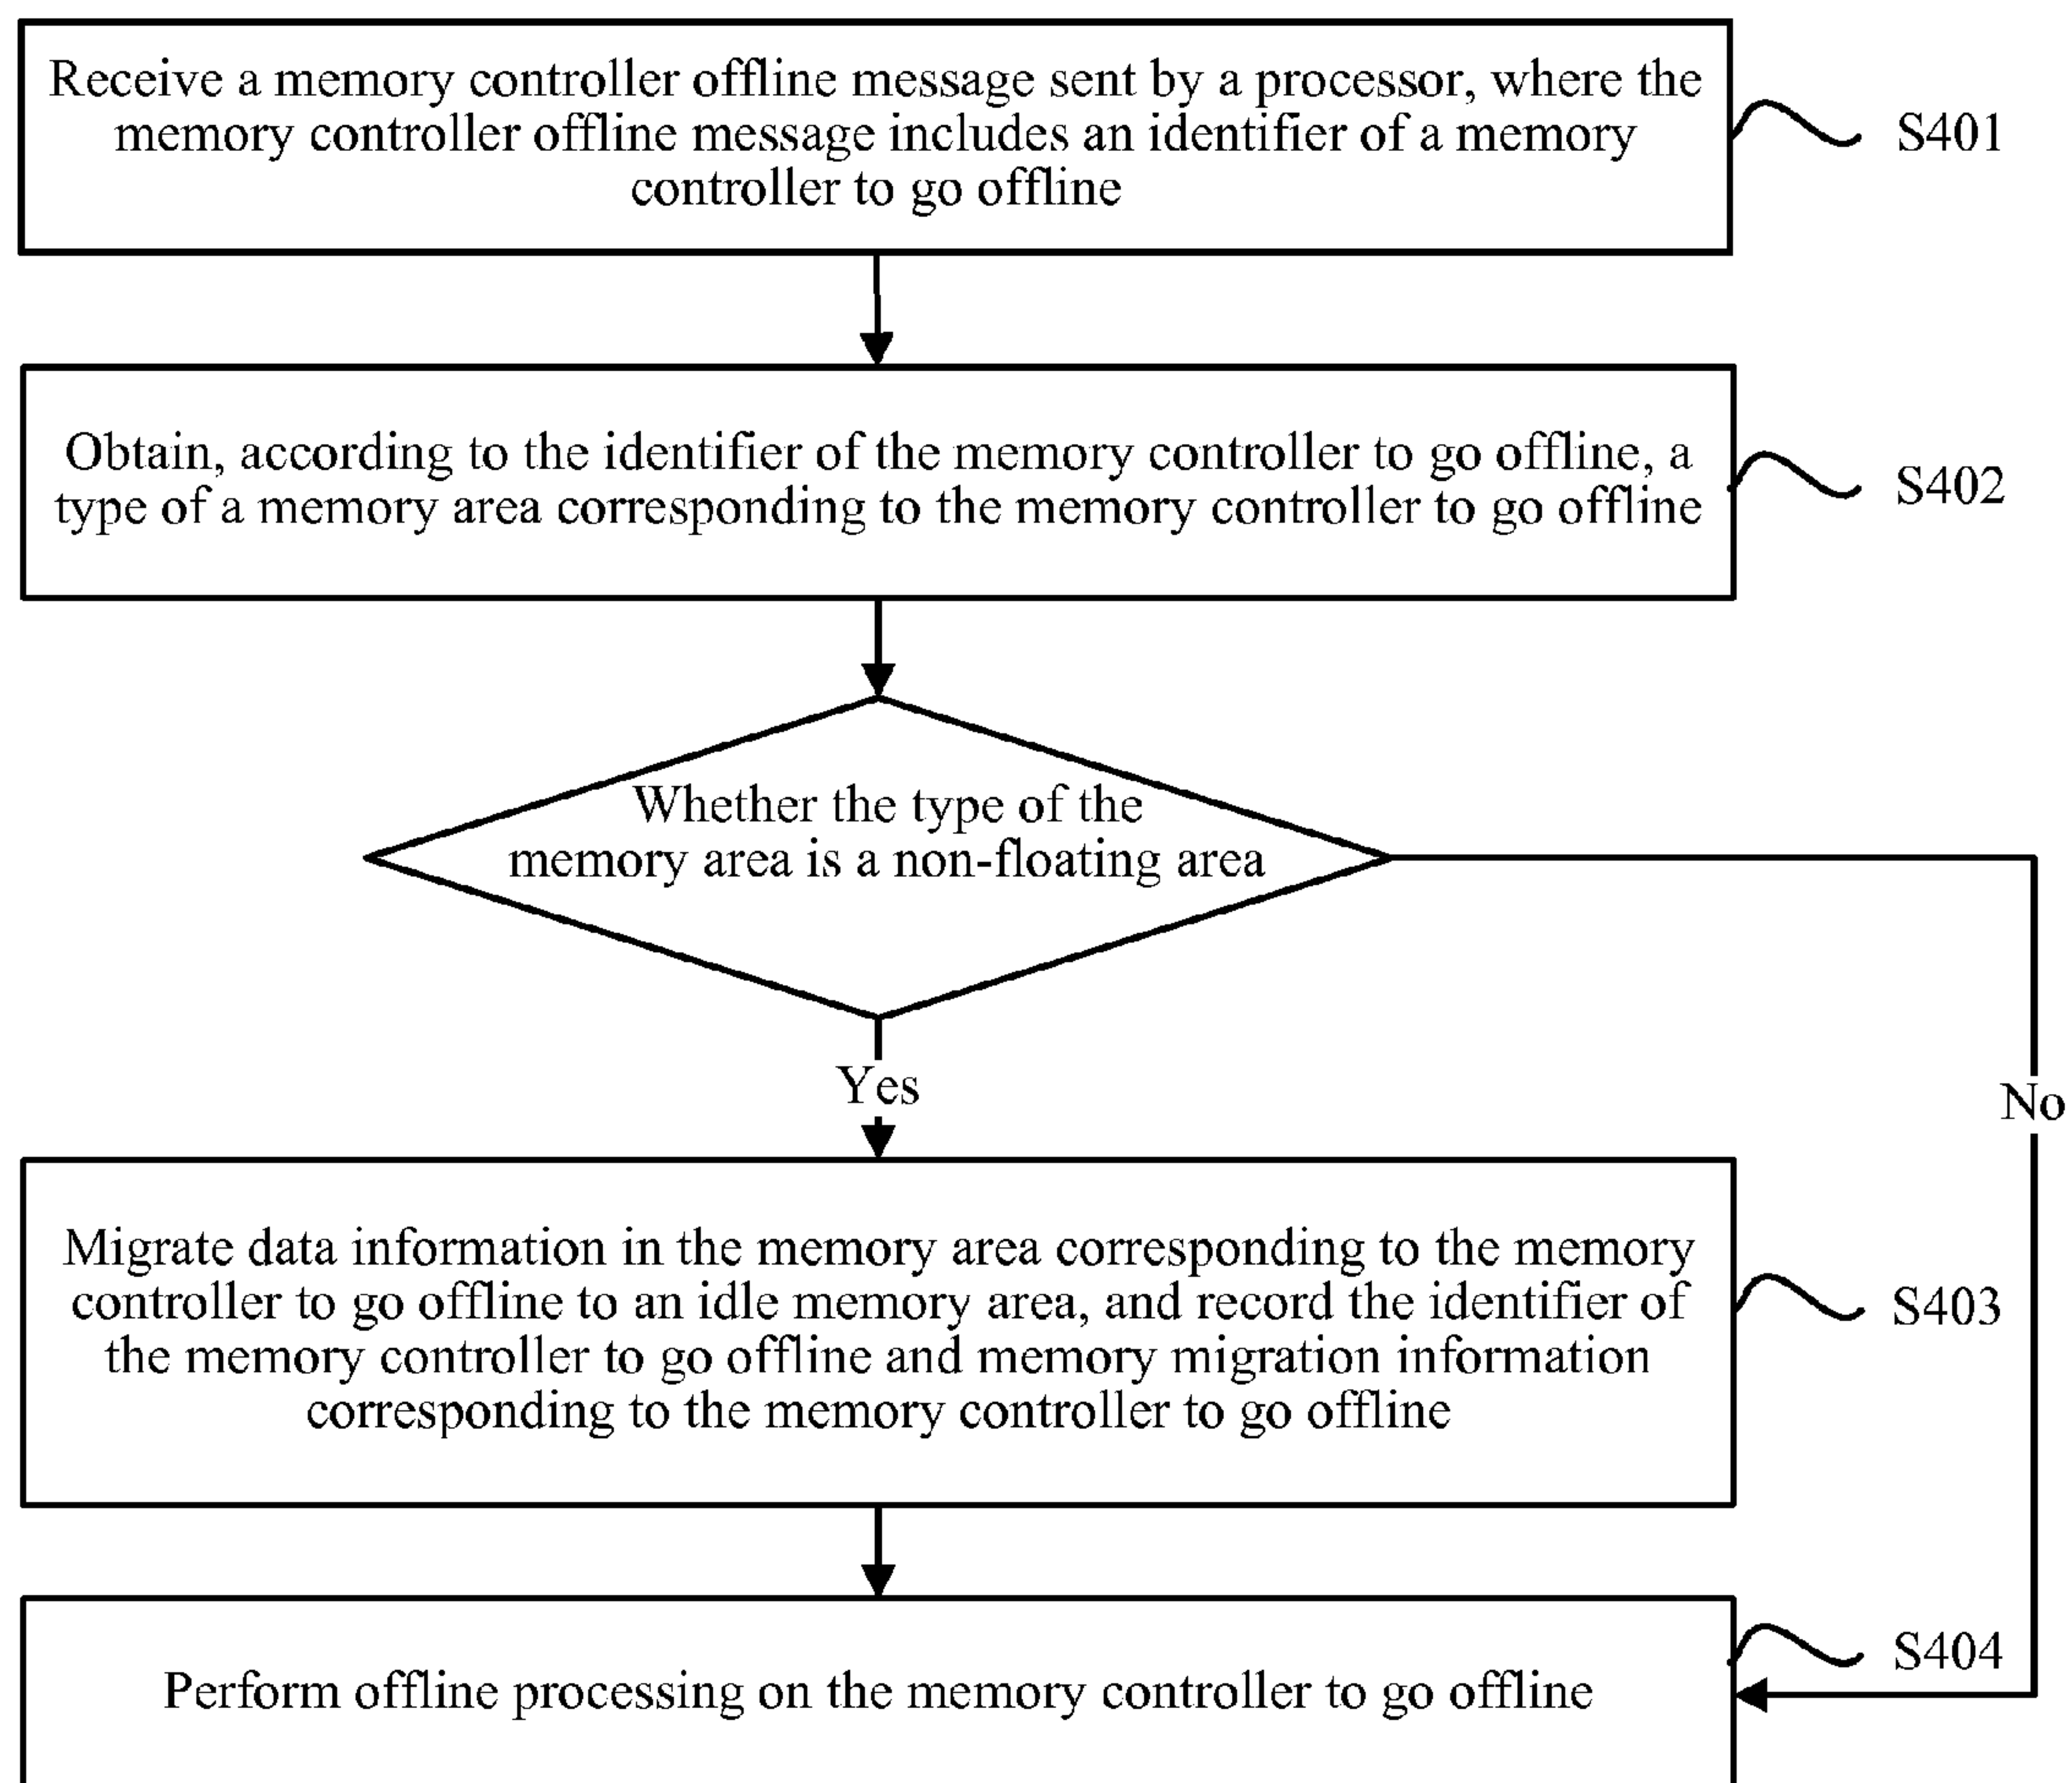 Receive a memory controller offline message sent by a processor, where the
memory controller offline message includes an identifier of a memory
controller to go offline
S401
Obtain, according to the identifier of the memory controller to go offline, a
type of a memory area corresponding to the memory controller to go offline
S402
Whether the type of the
memory area is a non-floating area
Yes
No
Migrate data information in the memory area corresponding to the memory
controller to go offline to an idle memory area, and record the identifier of
the memory controller to go offline and memory migration information
corresponding to the memory controller to go offline
S403
Perform offline processing on the memory controller to go offline
S404